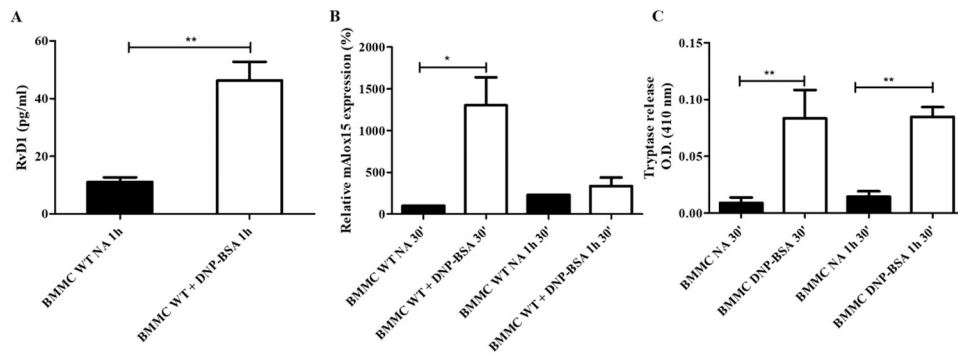 A
**
60
40
20
0
RvD1 (pg/ml)
BMMC WT NA 1h
BMMC WT + DNP-BSA 1h
B
*
2000
1500
1000
500
0
Relative mAlox15 expression (%)
BMMC WT NA 30'
BMMC WT + DNP-BSA 30'
BMMC WT NA 1h 30'
BMMC WT + DNP-BSA 1h 30'
C
**
**
0.15
0.10
0.05
0.00
Tryptase release
O.D. (410 nm)
BMMC NA 30'
BMMC DNP-BSA 30'
BMMC NA 1h 30'
BMMC DNP-BSA 1h 30'